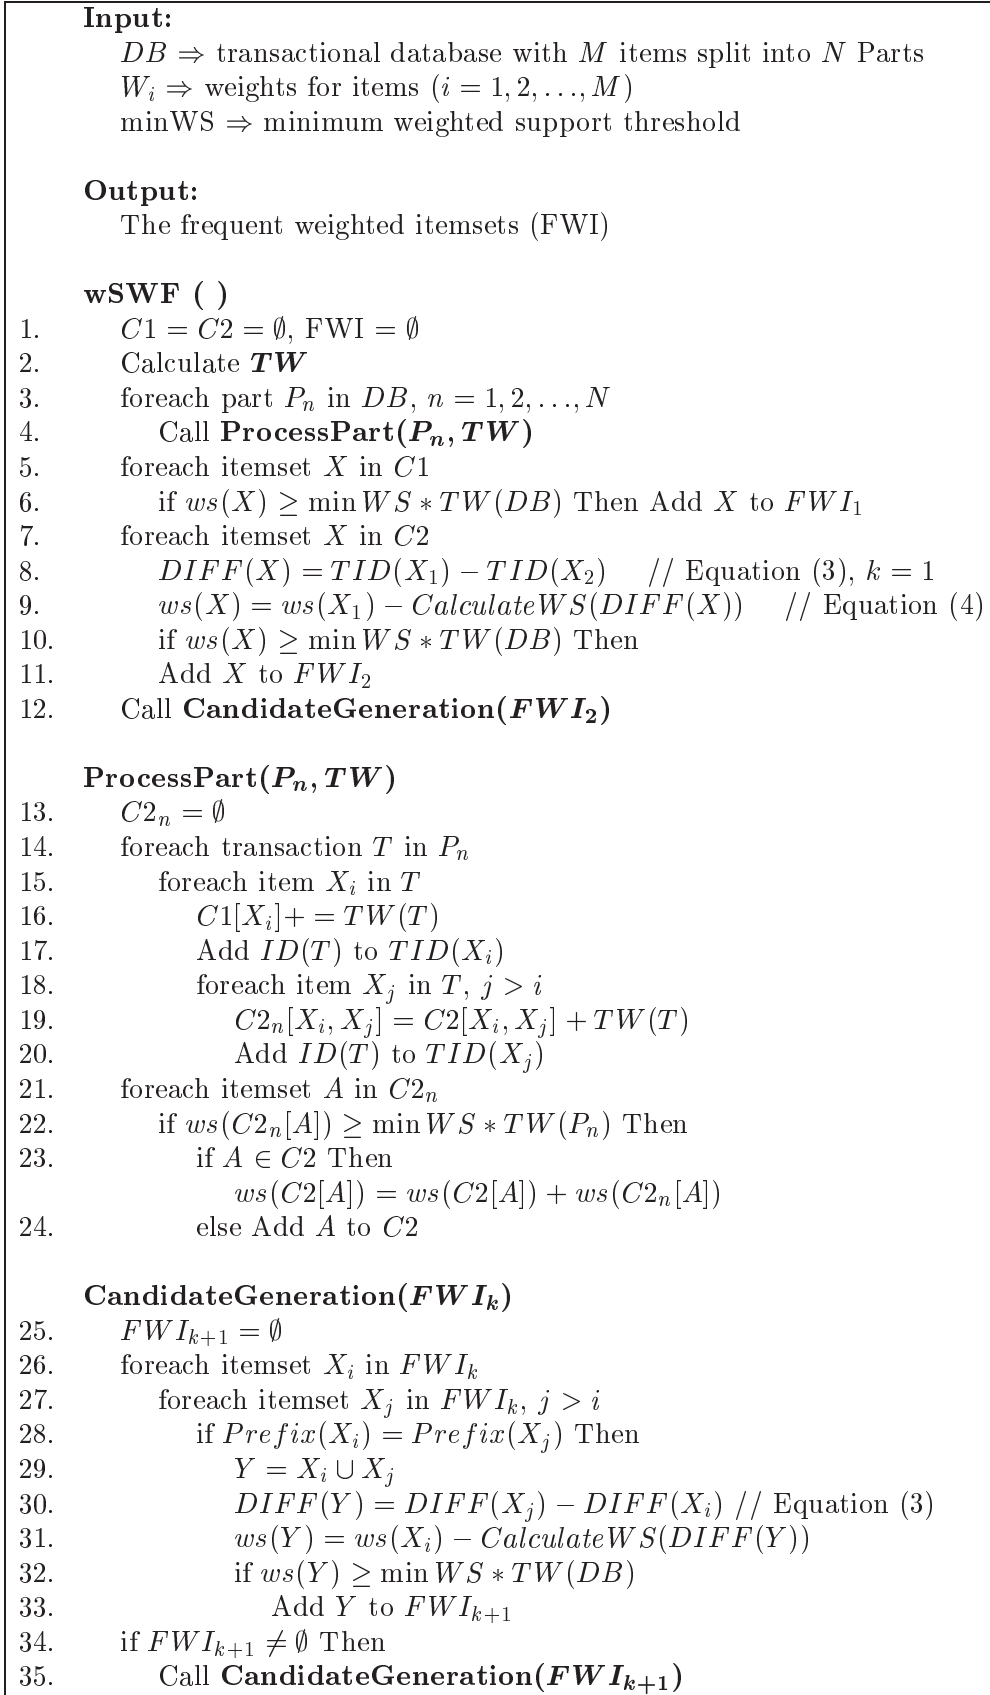 Input:
DB ⇒ transactional database with M items split into N Parts
W_i ⇒ weights for items (i = 1, 2, ..., M)
minWS ⇒ minimum weighted support threshold
Output:
The frequent weighted itemsets (FWI)
wSWF ( )
1. C1 = C2 = ∅, FWI = ∅
2. Calculate TW
3. foreach part P_n in DB, n = 1, 2, ..., N
4. Call ProcessPart(P_n, TW)
5. foreach itemset X in C1
6. if ws(X) ≥ min WS * TW(DB) Then Add X to FWI_1
7. foreach itemset X in C2
8. DIFF(X) = TID(X_1) − TID(X_2) // Equation (3), k = 1
9. ws(X) = ws(X_1) − CalculateWS(DIFF(X)) // Equation (4)
10. if ws(X) ≥ min WS * TW(DB) Then
11. Add X to FWI_2
12. Call CandidateGeneration(FWI_2)
ProcessPart(P_n, TW)
13. C2_n = ∅
14. foreach transaction T in P_n
15. foreach item X_i in T
16. C1[X_i]+ = TW(T)
17. Add ID(T) to TID(X_i)
18. foreach item X_j in T, j > i
19. C2_n[X_i, X_j] = C2[X_i, X_j] + TW(T)
20. Add ID(T) to TID(X_j)
21. foreach itemset A in C2_n
22. if ws(C2_n[A]) ≥ min WS * TW(P_n) Then
23. if A ∈ C2 Then
ws(C2[A]) = ws(C2[A]) + ws(C2_n[A])
24. else Add A to C2
CandidateGeneration(FWI_k)
25. FWI_{k+1} = ∅
26. foreach itemset X_i in FWI_k
27. foreach itemset X_j in FWI_k, j > i
28. if Prefix(X_i) = Prefix(X_j) Then
29. Y = X_i ∪ X_j
30. DIFF(Y) = DIFF(X_j) − DIFF(X_i) // Equation (3)
31. ws(Y) = ws(X_i) − CalculateWS(DIFF(Y))
32. if ws(Y) ≥ min WS * TW(DB)
33. Add Y to FWI_{k+1}
34. if FWI_{k+1} ≠ ∅ Then
35. Call CandidateGeneration(FWI_{k+1})